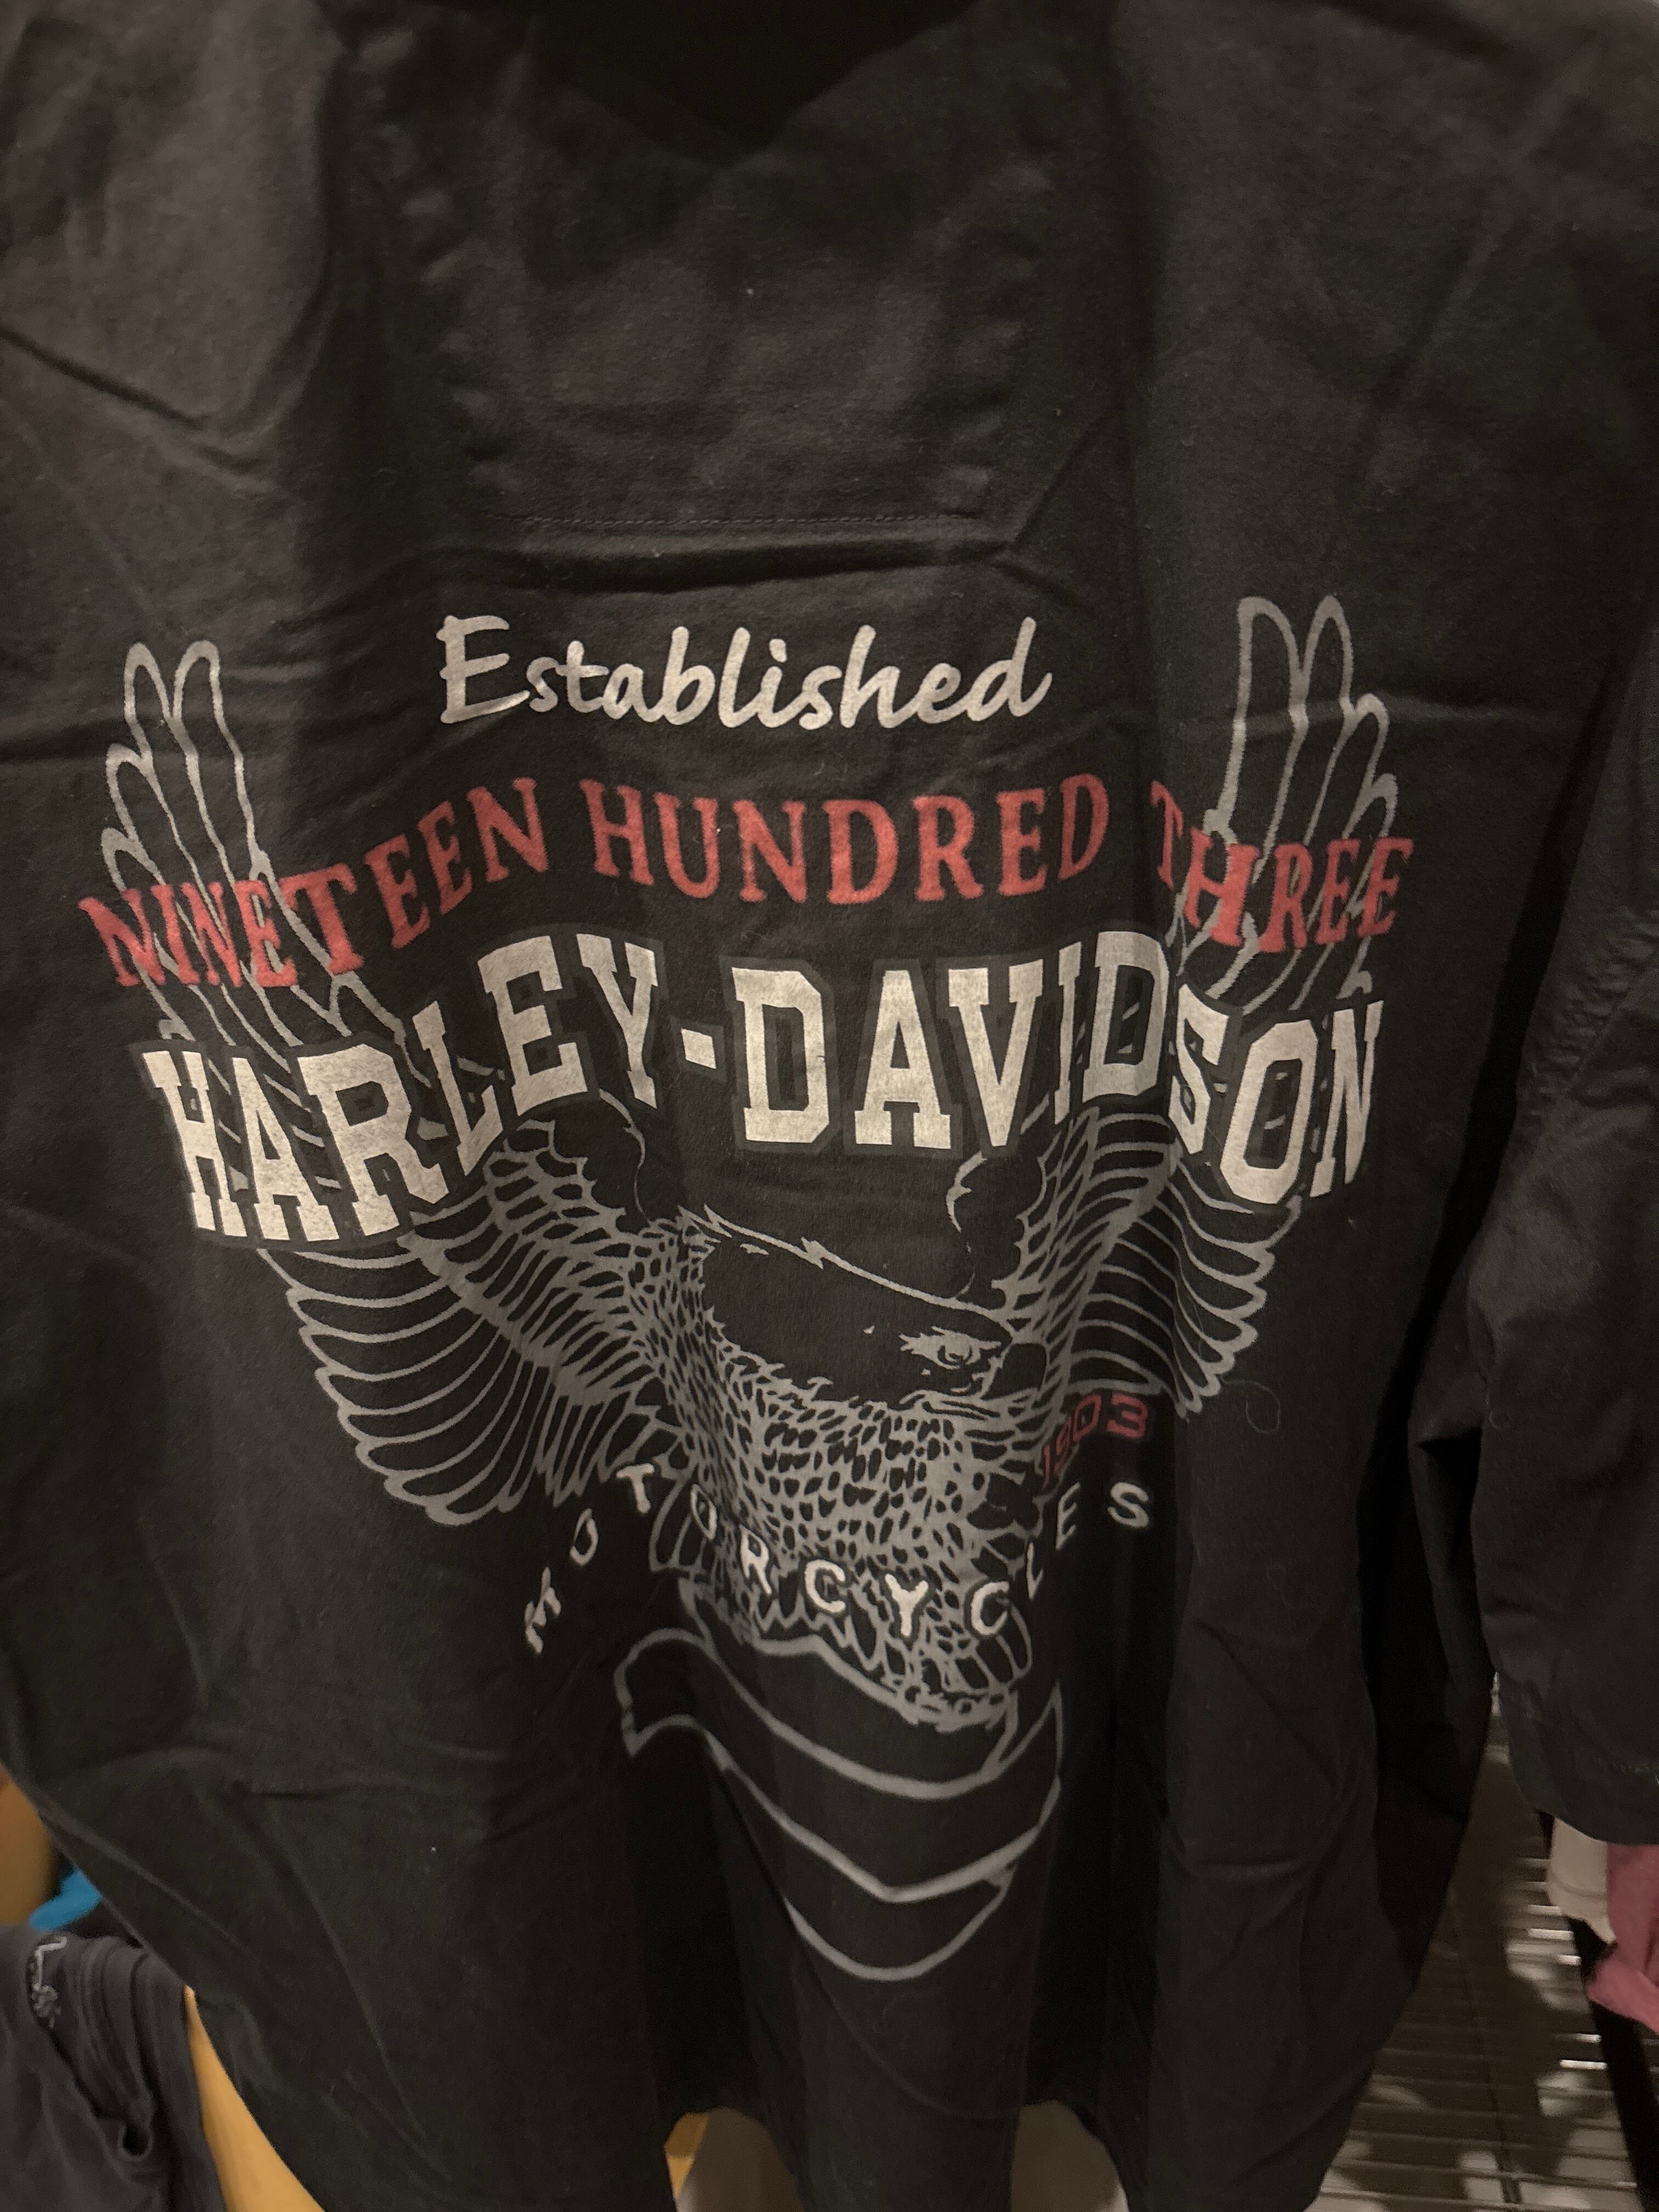 Established
NINETEEN HUNDRED THREE
HARLEY-DAVIDSON
1903
MOTORCYCLES